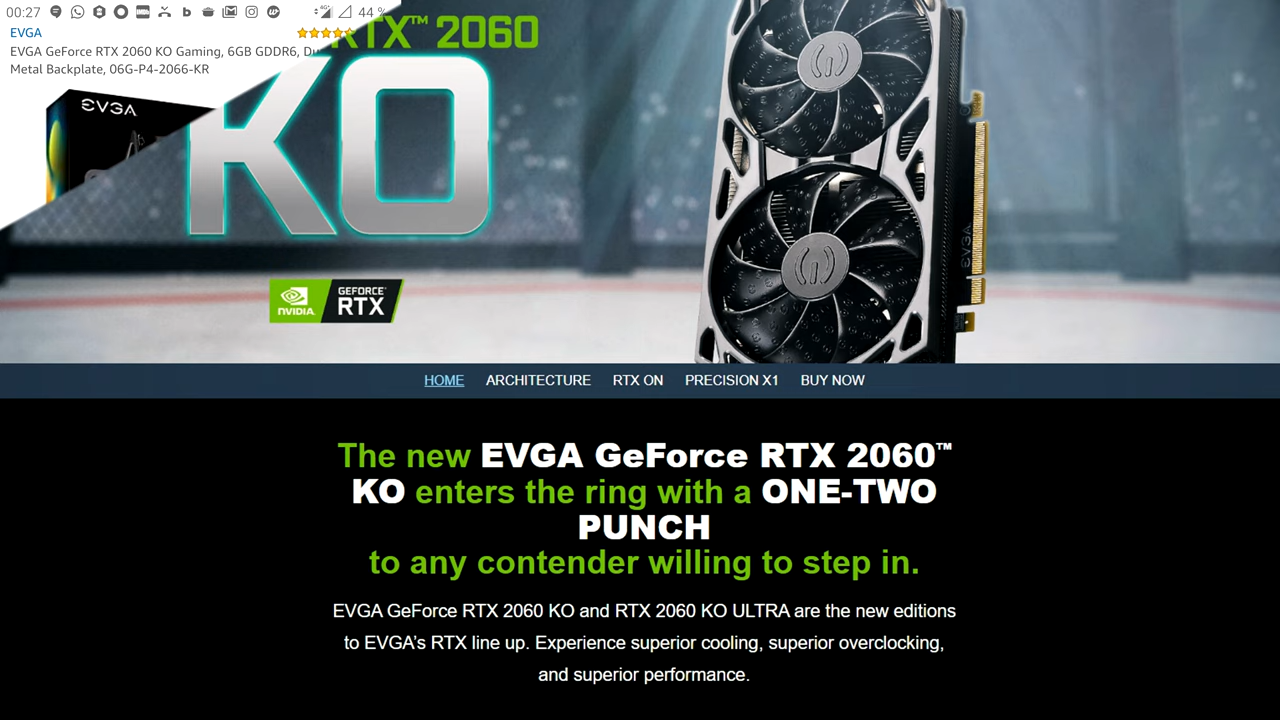 00:27
44 %
EVGA
EVGA GeForce RTX 2060 KO Gaming, 6GB GDDR6,
Metal Backplate, 06G-P4-2066-KR
RTX™ 2060
EVGA
KO
EVGA
NVIDIA.
GEFORCE
RTX
HOME ARCHITECTURE RTX ON PRECISION X1 BUY NOW
The new EVGA GeForce RTX 2060™
KO enters the ring with a ONE-TWO
PUNCH
to any contender willing to step in.
EVGA GeForce RTX 2060 KO and RTX 2060 KO ULTRA are the new editions
to EVGA's RTX line up. Experience superior cooling, superior overclocking,
and superior performance.